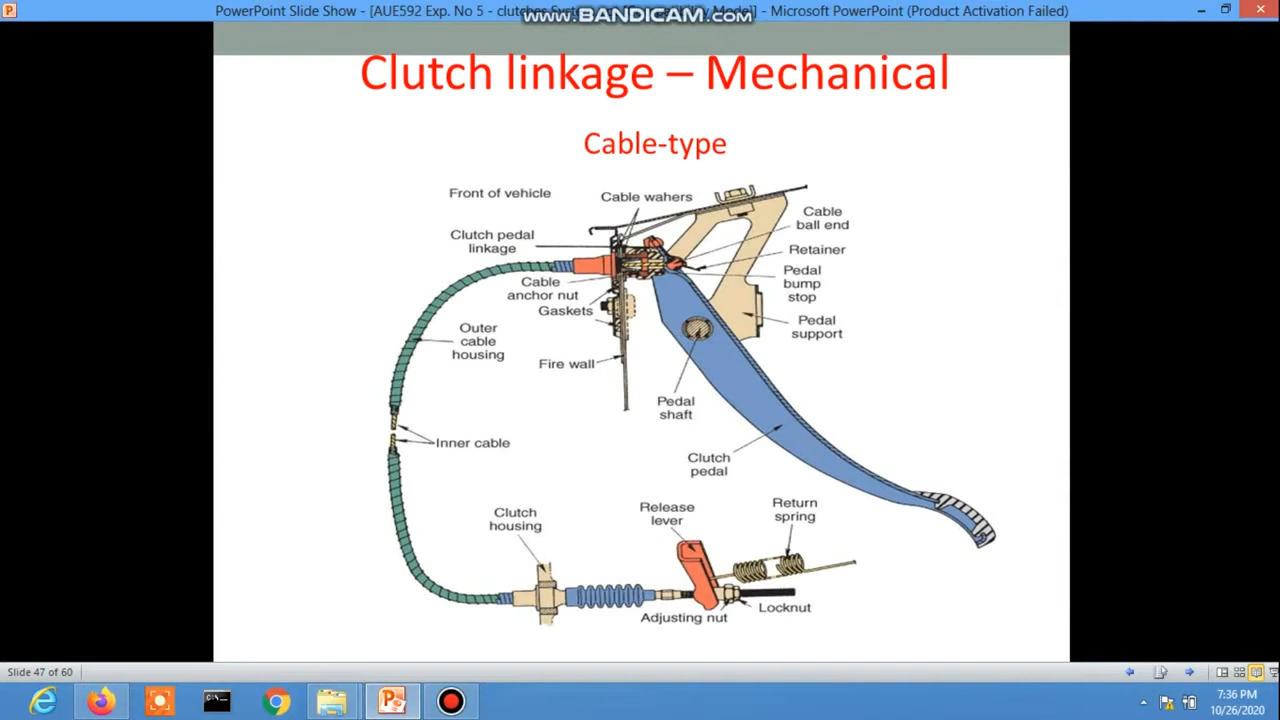 PowerPoint Slide Show - [AUE592 Exp. No 5 - clutches
Model] - Microsoft PowerPoint (Product Activation Failed)
www.BANDICAM.com
Clutch linkage – Mechanical
Cable-type
Front of vehicle
Cable wahers
Cable
ball end
Clutch pedal
linkage
Retainer
Pedal
bump
stop
Cable
anchor nut
Gaskets
Pedal
support
Outer
cable
housing
Fire wall
Pedal
shaft
Inner cable
Clutch
pedal
Clutch
housing
Release
lever
Return
spring
Adjusting nut
Locknut
Slide 47 of 60
7:36 PM
10/26/2020